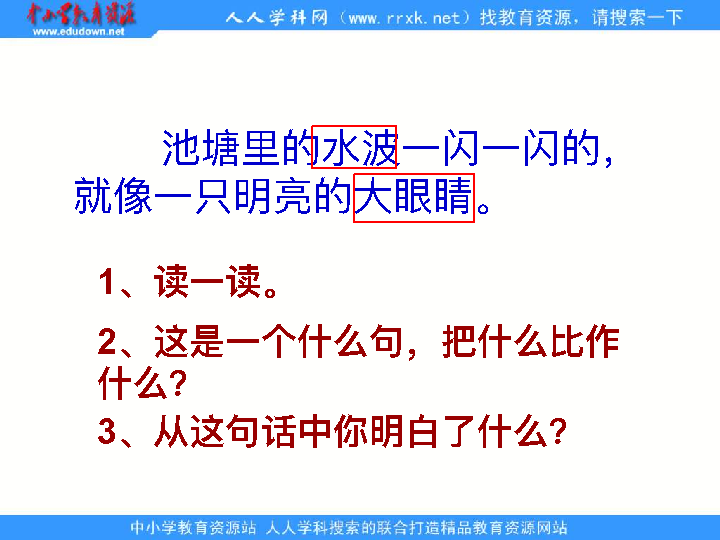 中小学教育资源 人人学科网（www.rrxk.net）找教育资源，请搜索一下
www.edudown.net
池塘里的水波一闪一闪的，
就像一只明亮的大眼睛。
1、读一读。
2、这是一个什么句，把什么比作
什么？
3、从这句话中你明白了什么？
中小学教育资源站 人人学科搜索的联合打造精品教育资源网站